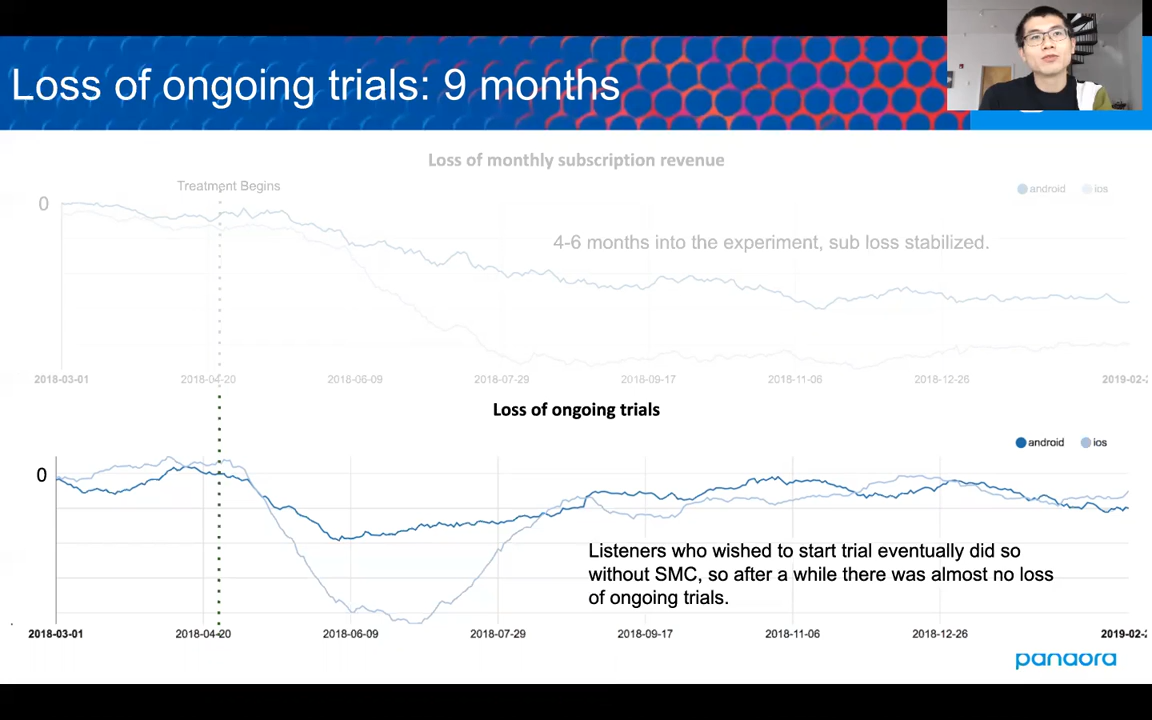 Loss of ongoing trials: 9 months
Loss of monthly subscription revenue
Treatment Begins
android ios
0
4-6 months into the experiment, sub loss stabilized.
2018-03-01 2018-04-20 2018-06-09 2018-07-29 2018-09-17 2018-11-06 2018-12-26 2019-02-
Loss of ongoing trials
android ios
0
Listeners who wished to start trial eventually did so
without SMC, so after a while there was almost no loss
of ongoing trials.
2018-03-01 2018-04-20 2018-06-09 2018-07-29 2018-09-17 2018-11-06 2018-12-26 2019-02-
pandora